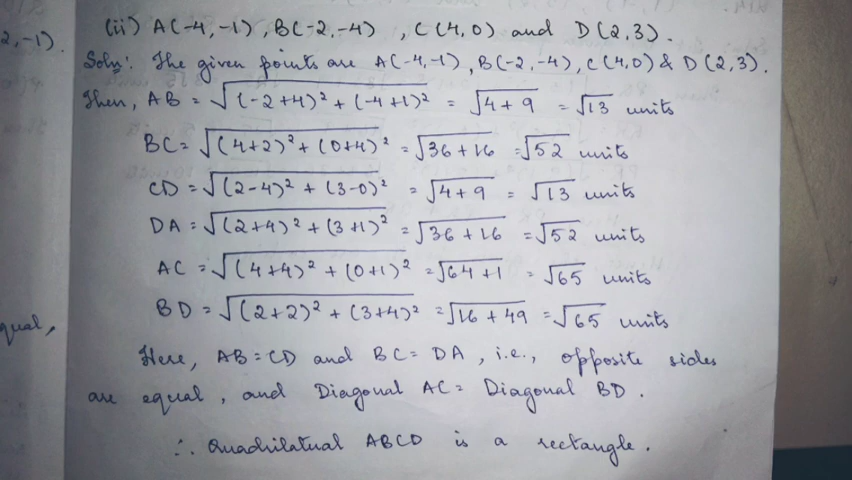 2,-1).
(ii) A(-4,-1), B(-2,-4), C(4,0) and D(2,3).
Soln: The given points are A(-4,-1), B(-2,-4), C(4,0) & D(2,3).
Then, AB = √(-2+4)² + (-4+1)² = √4+9 = √13 units
BC = √(4+2)² + (0+4)² = √36+16 = √52 units
CD = √(2-4)² + (3-0)² = √4+9 = √13 units
DA = √(2+4)² + (3+1)² = √36+16 = √52 units
AC = √(4+4)² + (0+1)² = √64+1 = √65 units
BD = √(2+2)² + (3+4)² = √16+49 = √65 units
qual,
Here, AB = CD and BC = DA, i.e., opposite sides
are equal, and Diagonal AC = Diagonal BD.
∴ Quadrilateral ABCD is a rectangle.